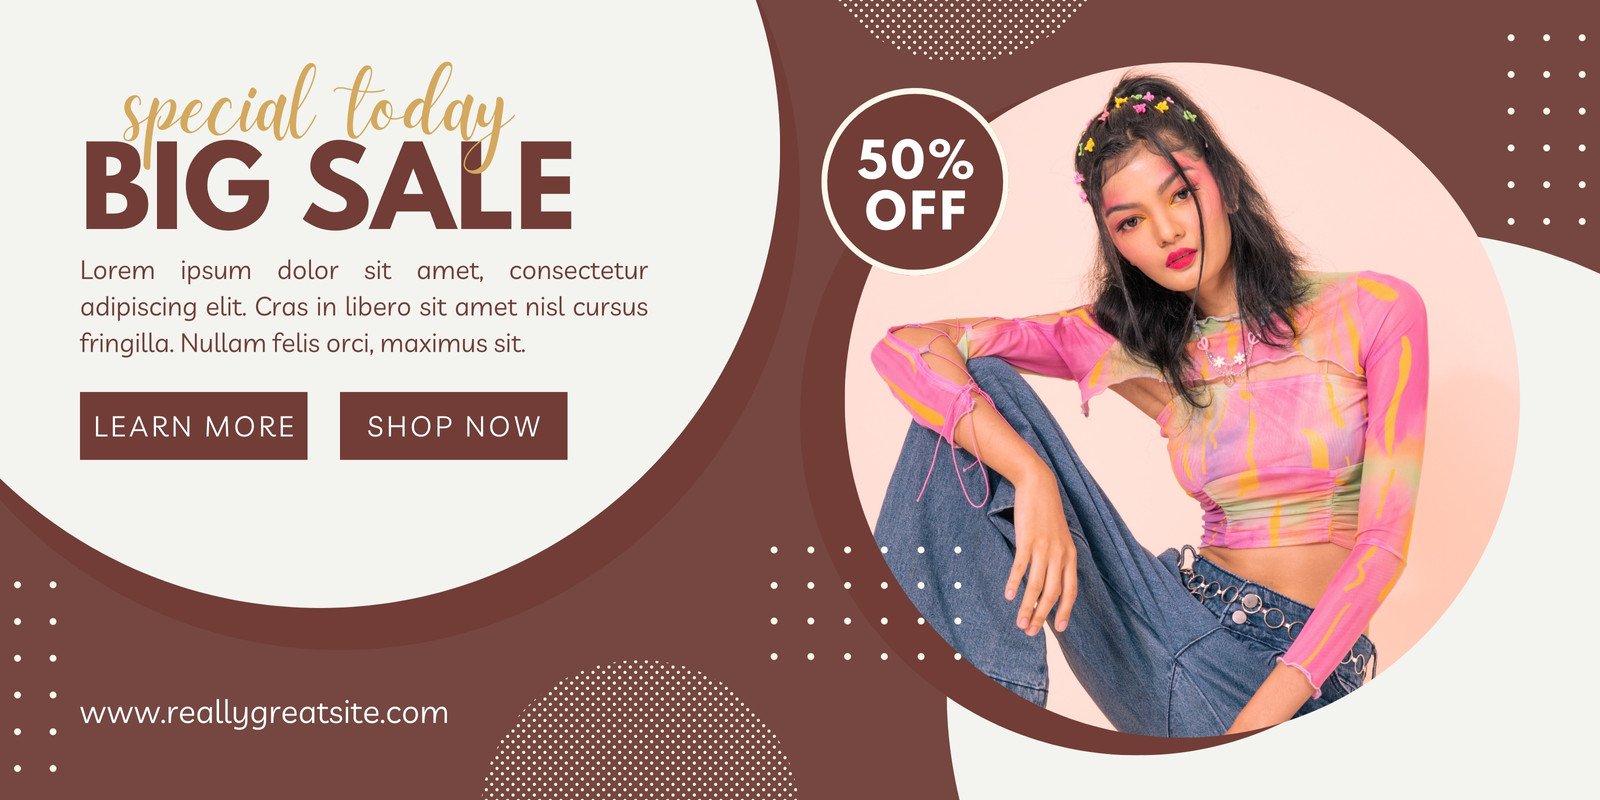 special today
BIG SALE
Lorem ipsum dolor sit amet, consectetur
adipiscing elit. Cras in libero sit amet nisl cursus
fringilla. Nullam felis orci, maximus sit.
LEARN MORE
SHOP NOW
www.reallygreatsite.com
50%
OFF